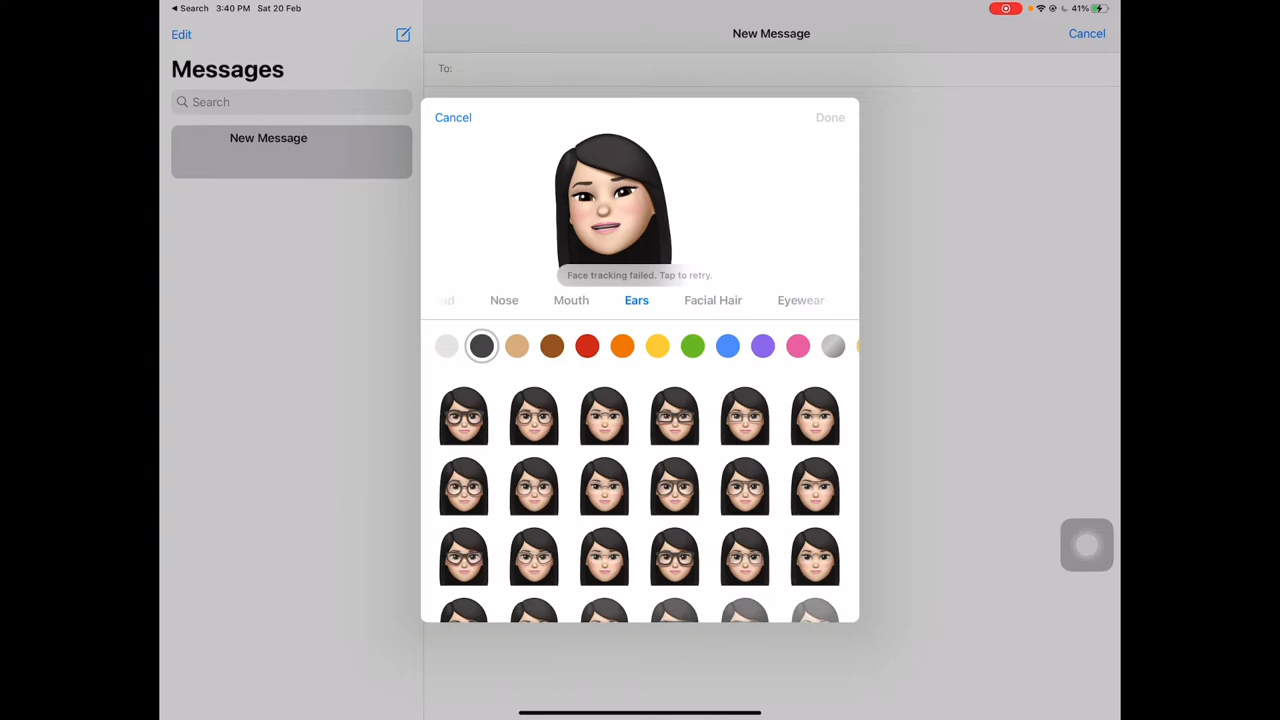 Search 3:40 PM Sat 20 Feb 41%
Edit
New Message
Cancel
Messages
To:
Search
New Message
Cancel
Done
Face tracking failed. Tap to retry.
ad Nose Mouth Ears Facial Hair Eyewear